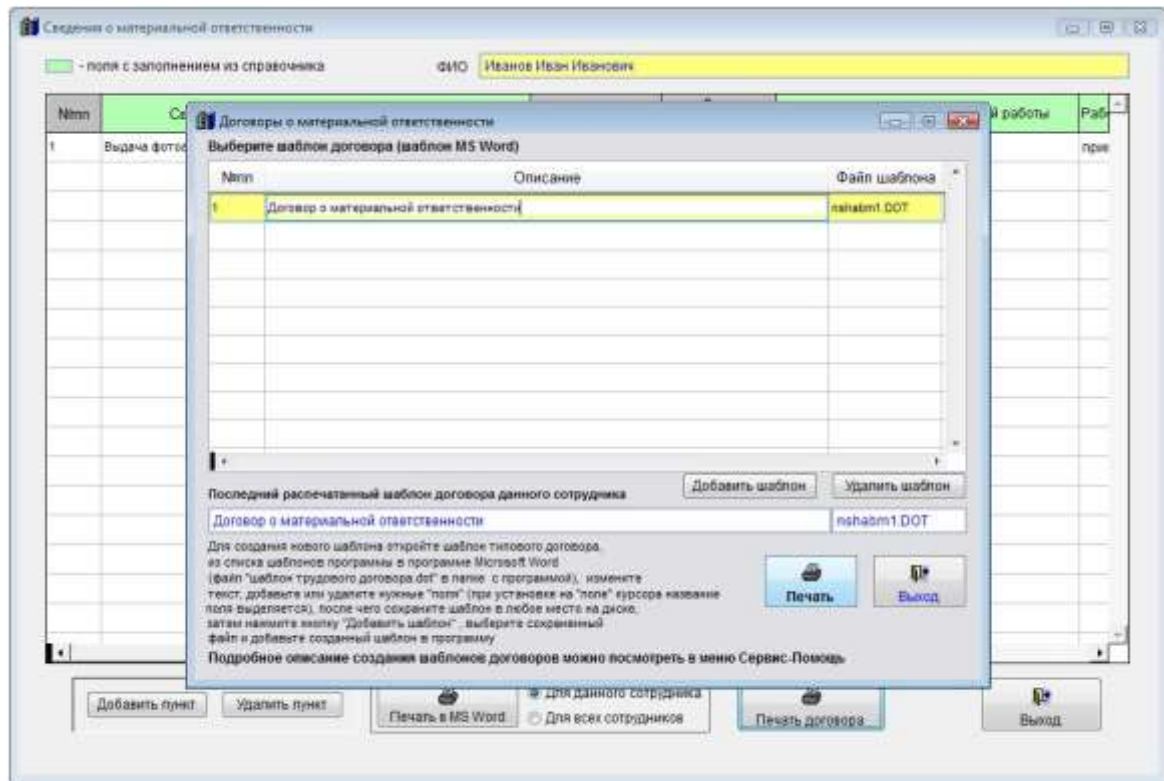 Сведения о материальной ответственности
- поля с заполнением из справочника
ФИО Иванов Иван Иванович
№пп
й работы
1
Выдача фотоа
Договоры о материальной ответственности
Выберите шаблон договора (шаблон MS Word)
№пп Описание Файл шаблона
1 Договор о материальной ответственности nshabm1.DOT
Добавить шаблон Удалить шаблон
Последний распечатанный шаблон договора данного сотрудника
Договор о материальной ответственности nshabm1.DOT
Для создания нового шаблона откройте шаблон типового договора,
из списка шаблонов программы в программе Microsoft Word
(файл "шаблон трудового договора.dot" в папке с программой), измените
текст, добавьте или удалите нужные "поля" (при установке на "поле" курсора название
поля выделяется), после чего сохраните шаблон в любое место на диске,
затем нажмите кнопку "Добавить шаблон" , выберите сохраненный
файл и добавьте созданный шаблон в программу
Печать Выход
Подробное описание создания шаблонов договоров можно посмотреть в меню Сервис-Помощь
Добавить пункт Удалить пункт
Печать в MS Word
Для данного сотрудника
Для всех сотрудников
Печать договора
Выход